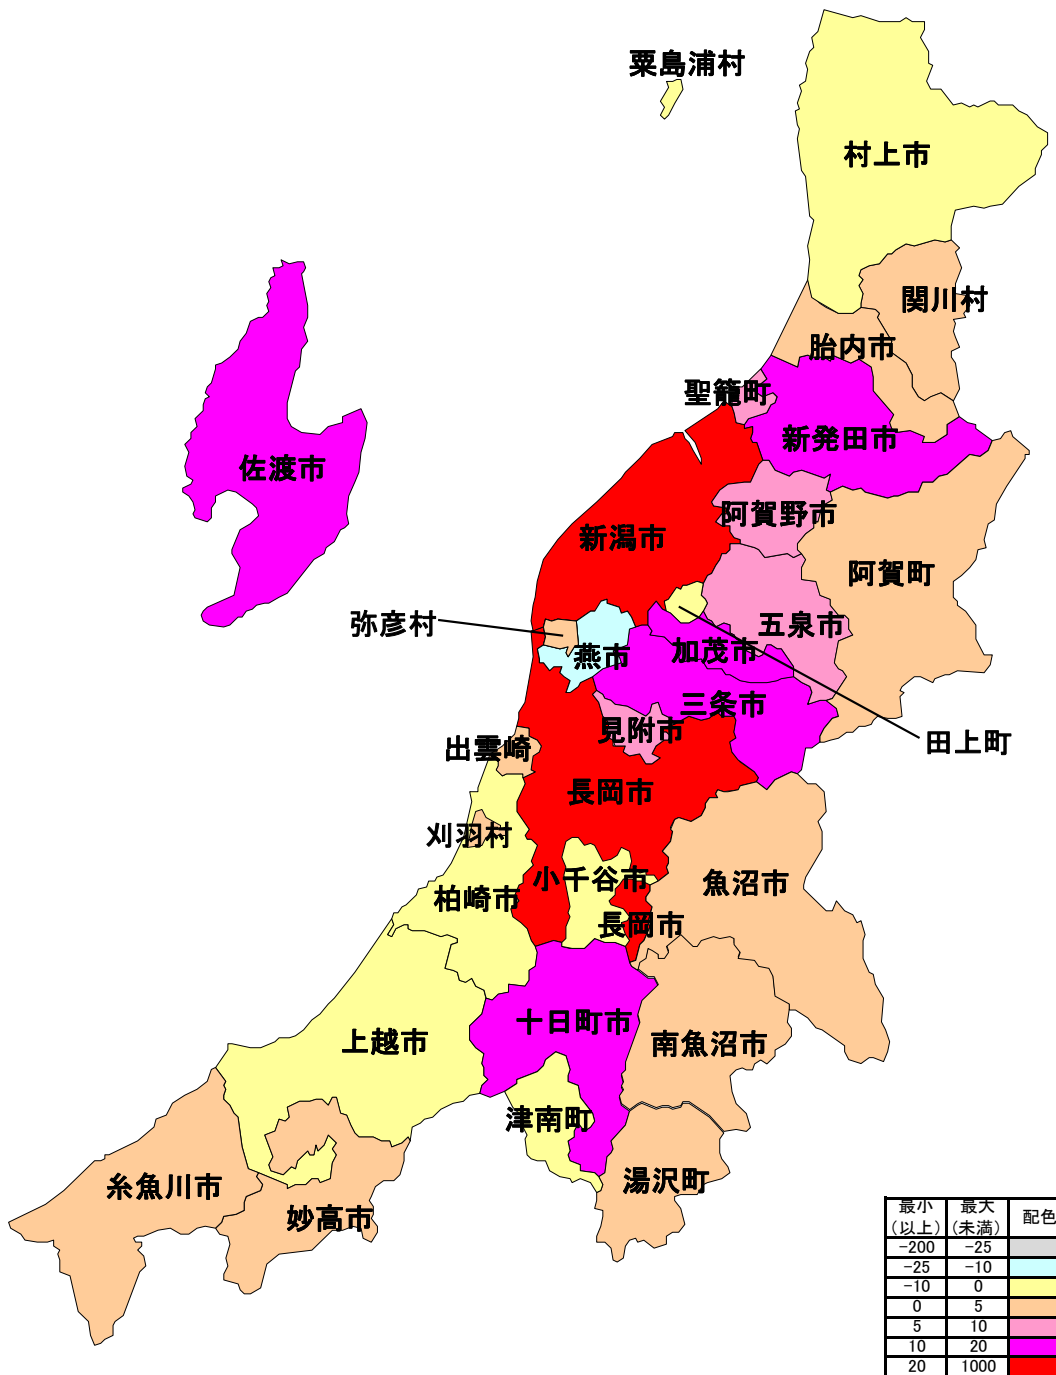 粟島浦村
村上市
関川村
胎内市
聖籠町
新発田市
佐渡市
阿賀野市
新潟市
阿賀町
弥彦村
五泉市
燕市
加茂市
三条市
見附市
田上町
出雲崎
長岡市
刈羽村
小千谷市
魚沼市
柏崎市
長岡市
十日町市
上越市
南魚沼市
津南町
湯沢町
糸魚川市
妙高市
最小 最大 配色
(以上) (未満)
-200 -25
-25 -10
-10 0
0 5
5 10
10 20
20 1000